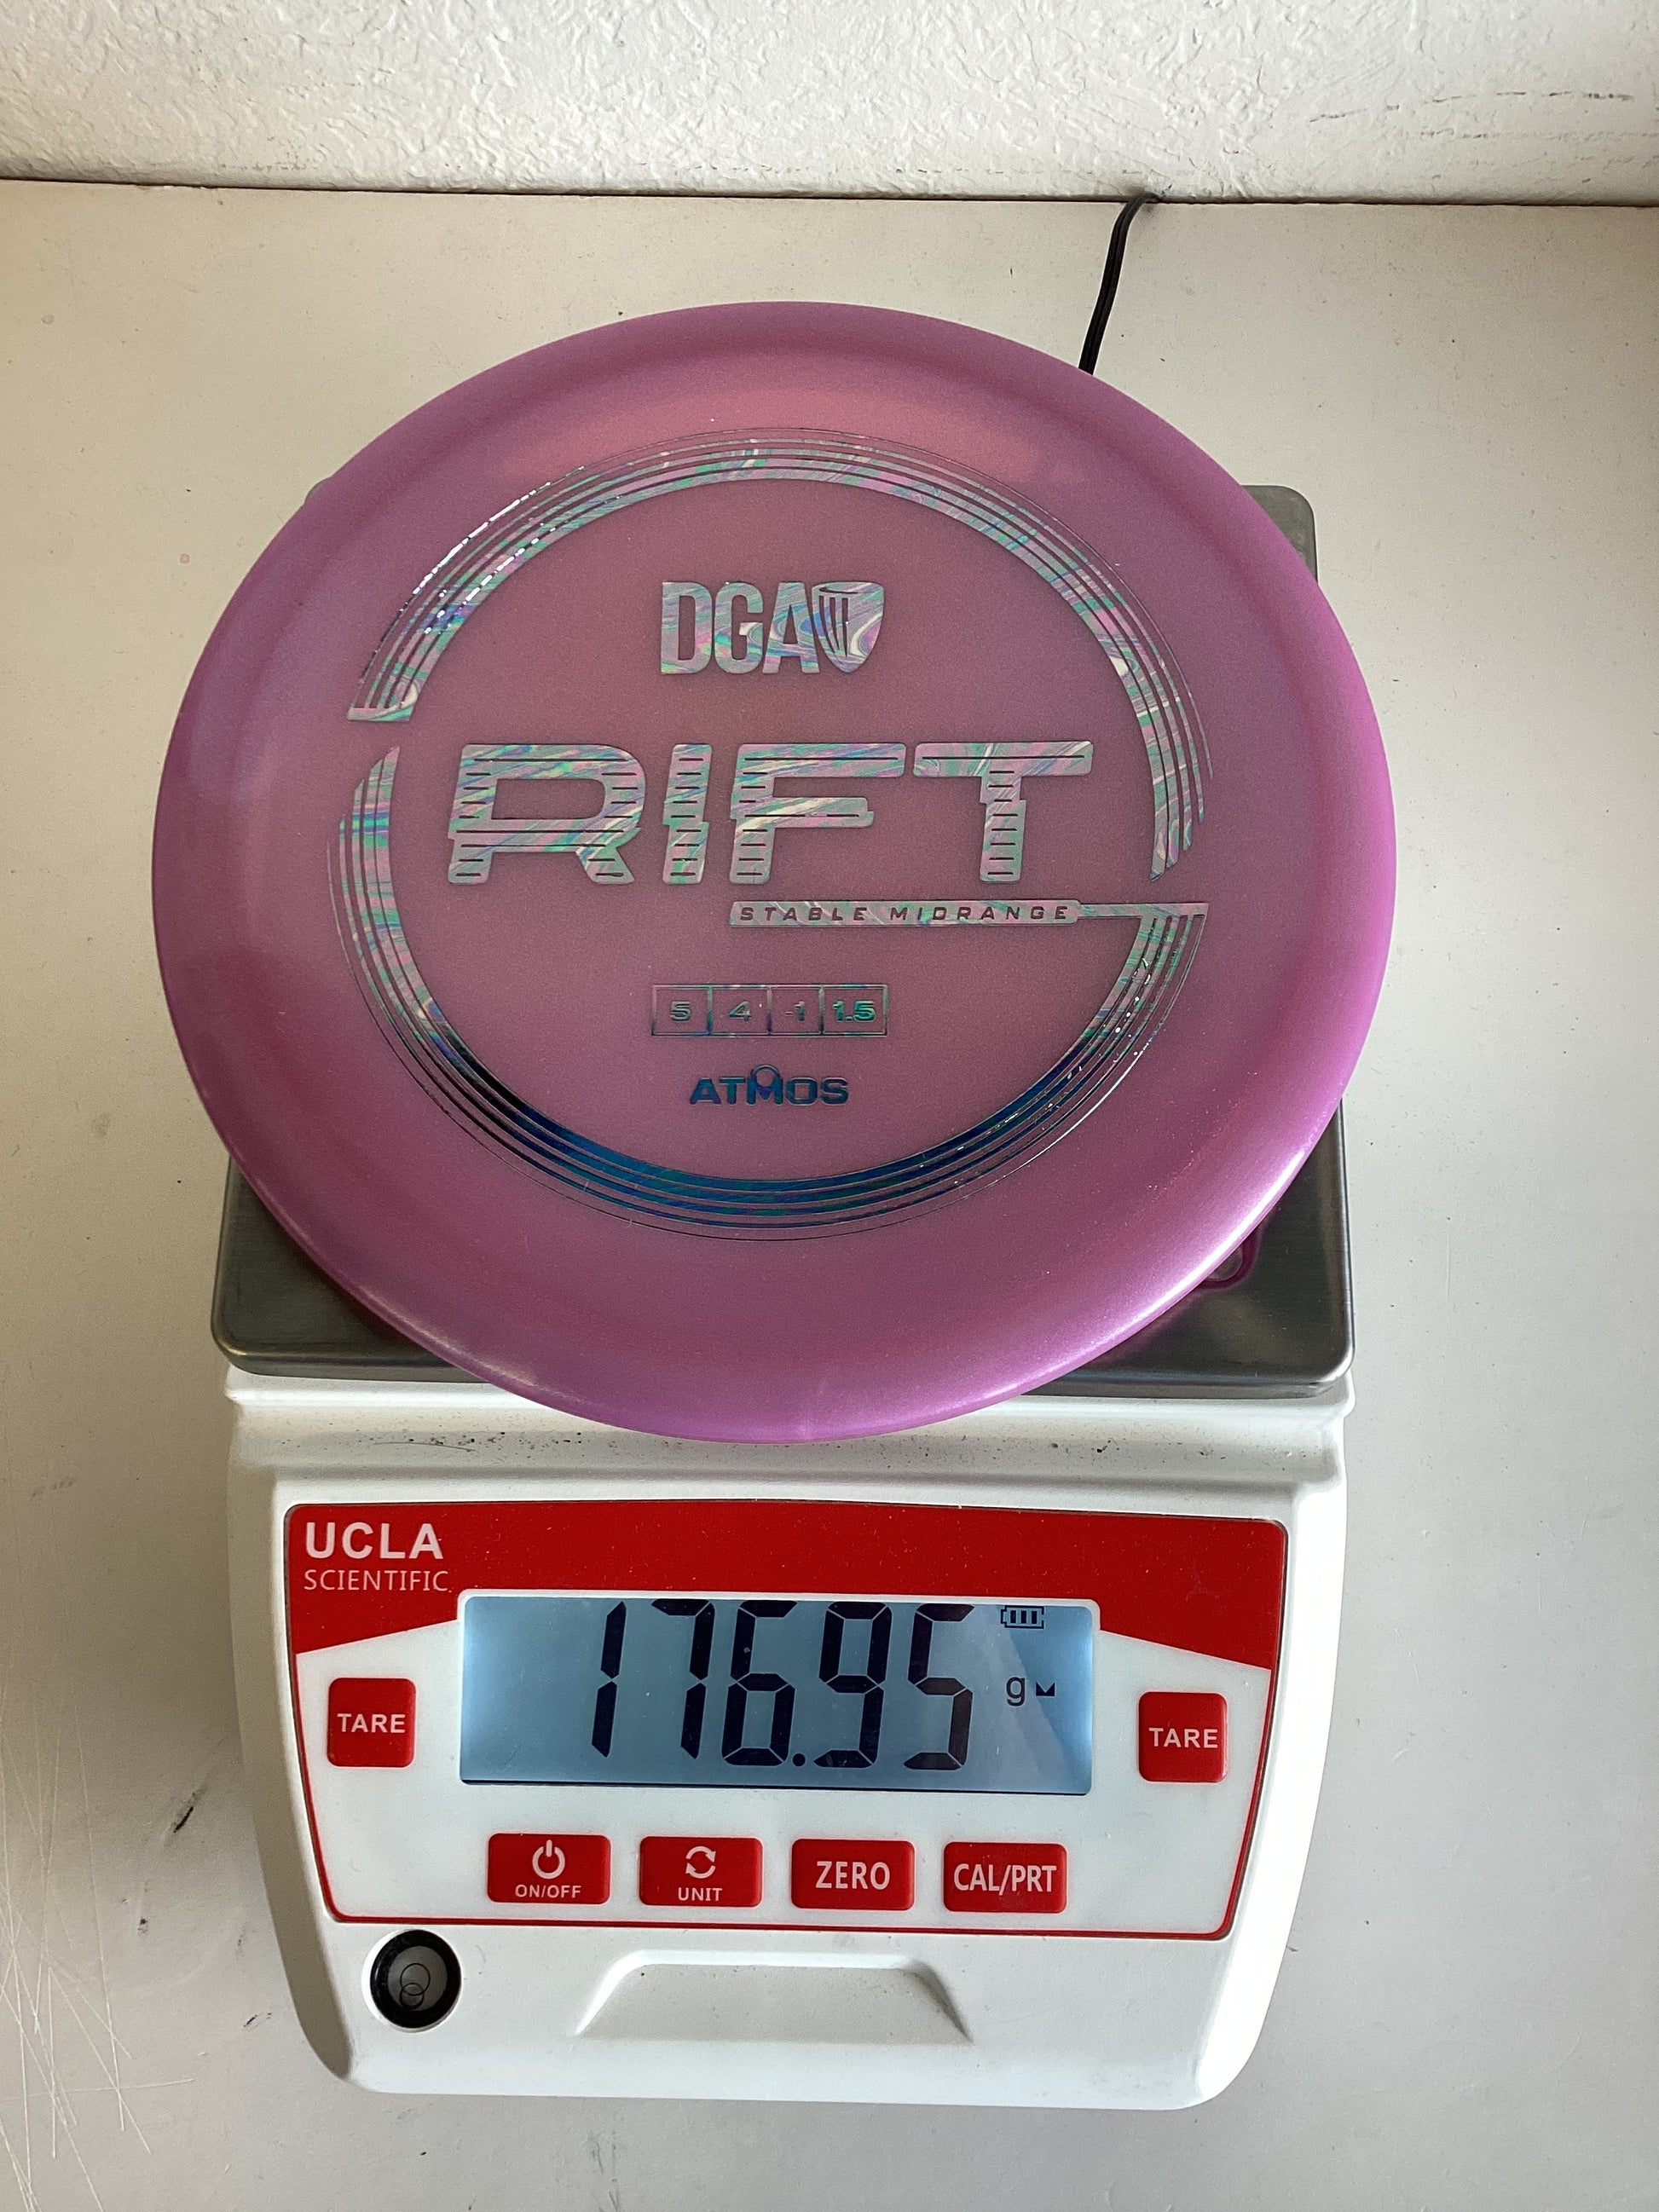 DGA
RIFT
STABLE MIDRANGE
5 4 -1 1.5
ATMOS
UCLA
SCIENTIFIC
176.95 g
TARE
TARE
ON/OFF
UNIT
ZERO
CAL/PRT